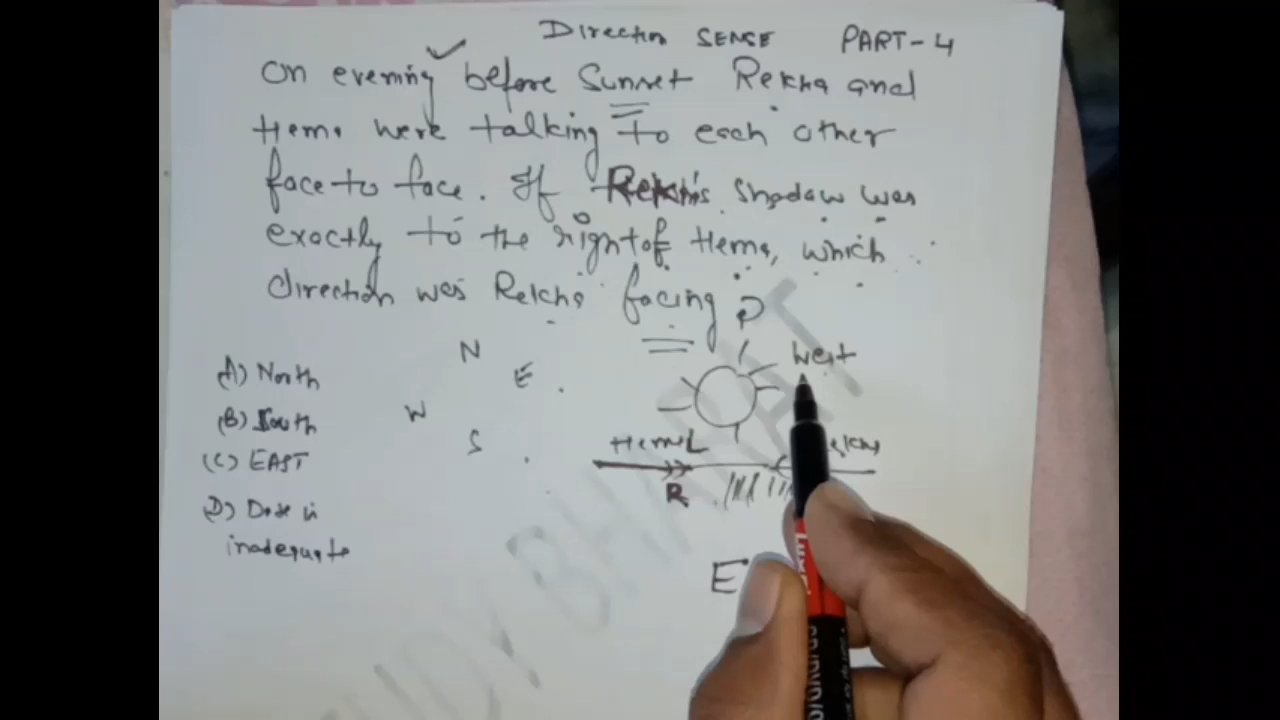 Direction SENSE PART-4
On evening before Sunset Rekha and
Hema were talking to each other
face to face. If Rekha's shadow was
exactly to the right of Hema, which
direction was Rekha facing ?
(A) North
(B) South
(C) EAST
(D) Data is
inadequate
N
E
W
S
West
Hema L
R
E
STUDY BHARAT